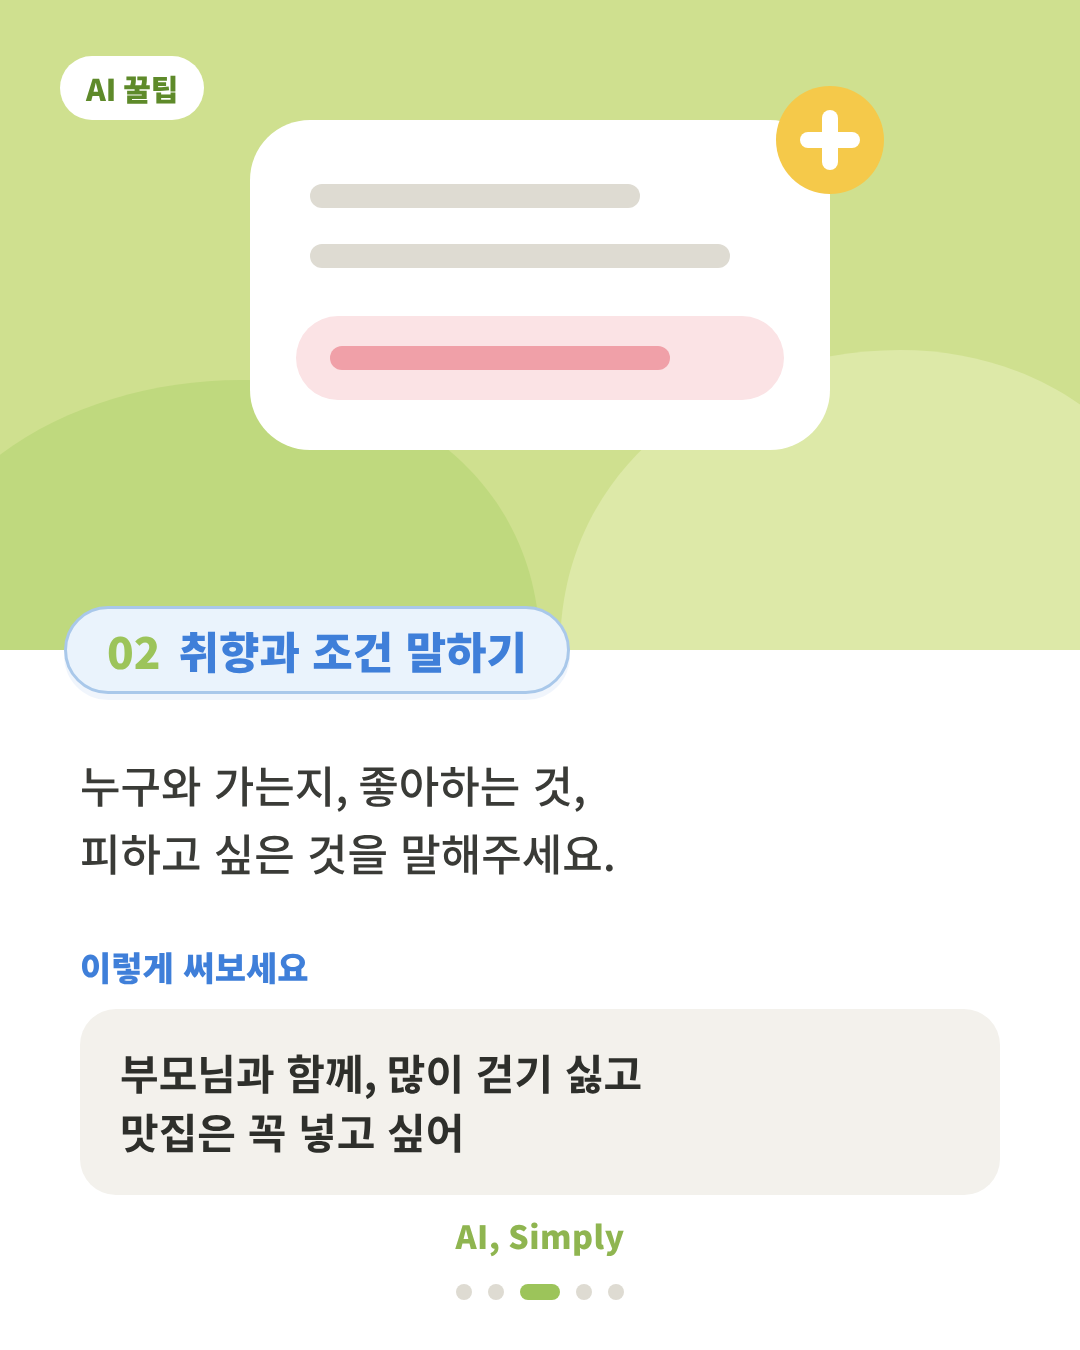 AI 꿀팁
02 취향과 조건 말하기
누구와 가는지, 좋아하는 것,
피하고 싶은 것을 말해주세요.
이렇게 써보세요
부모님과 함께, 많이 걷기 싫고
맛집은 꼭 넣고 싶어
AI, Simply